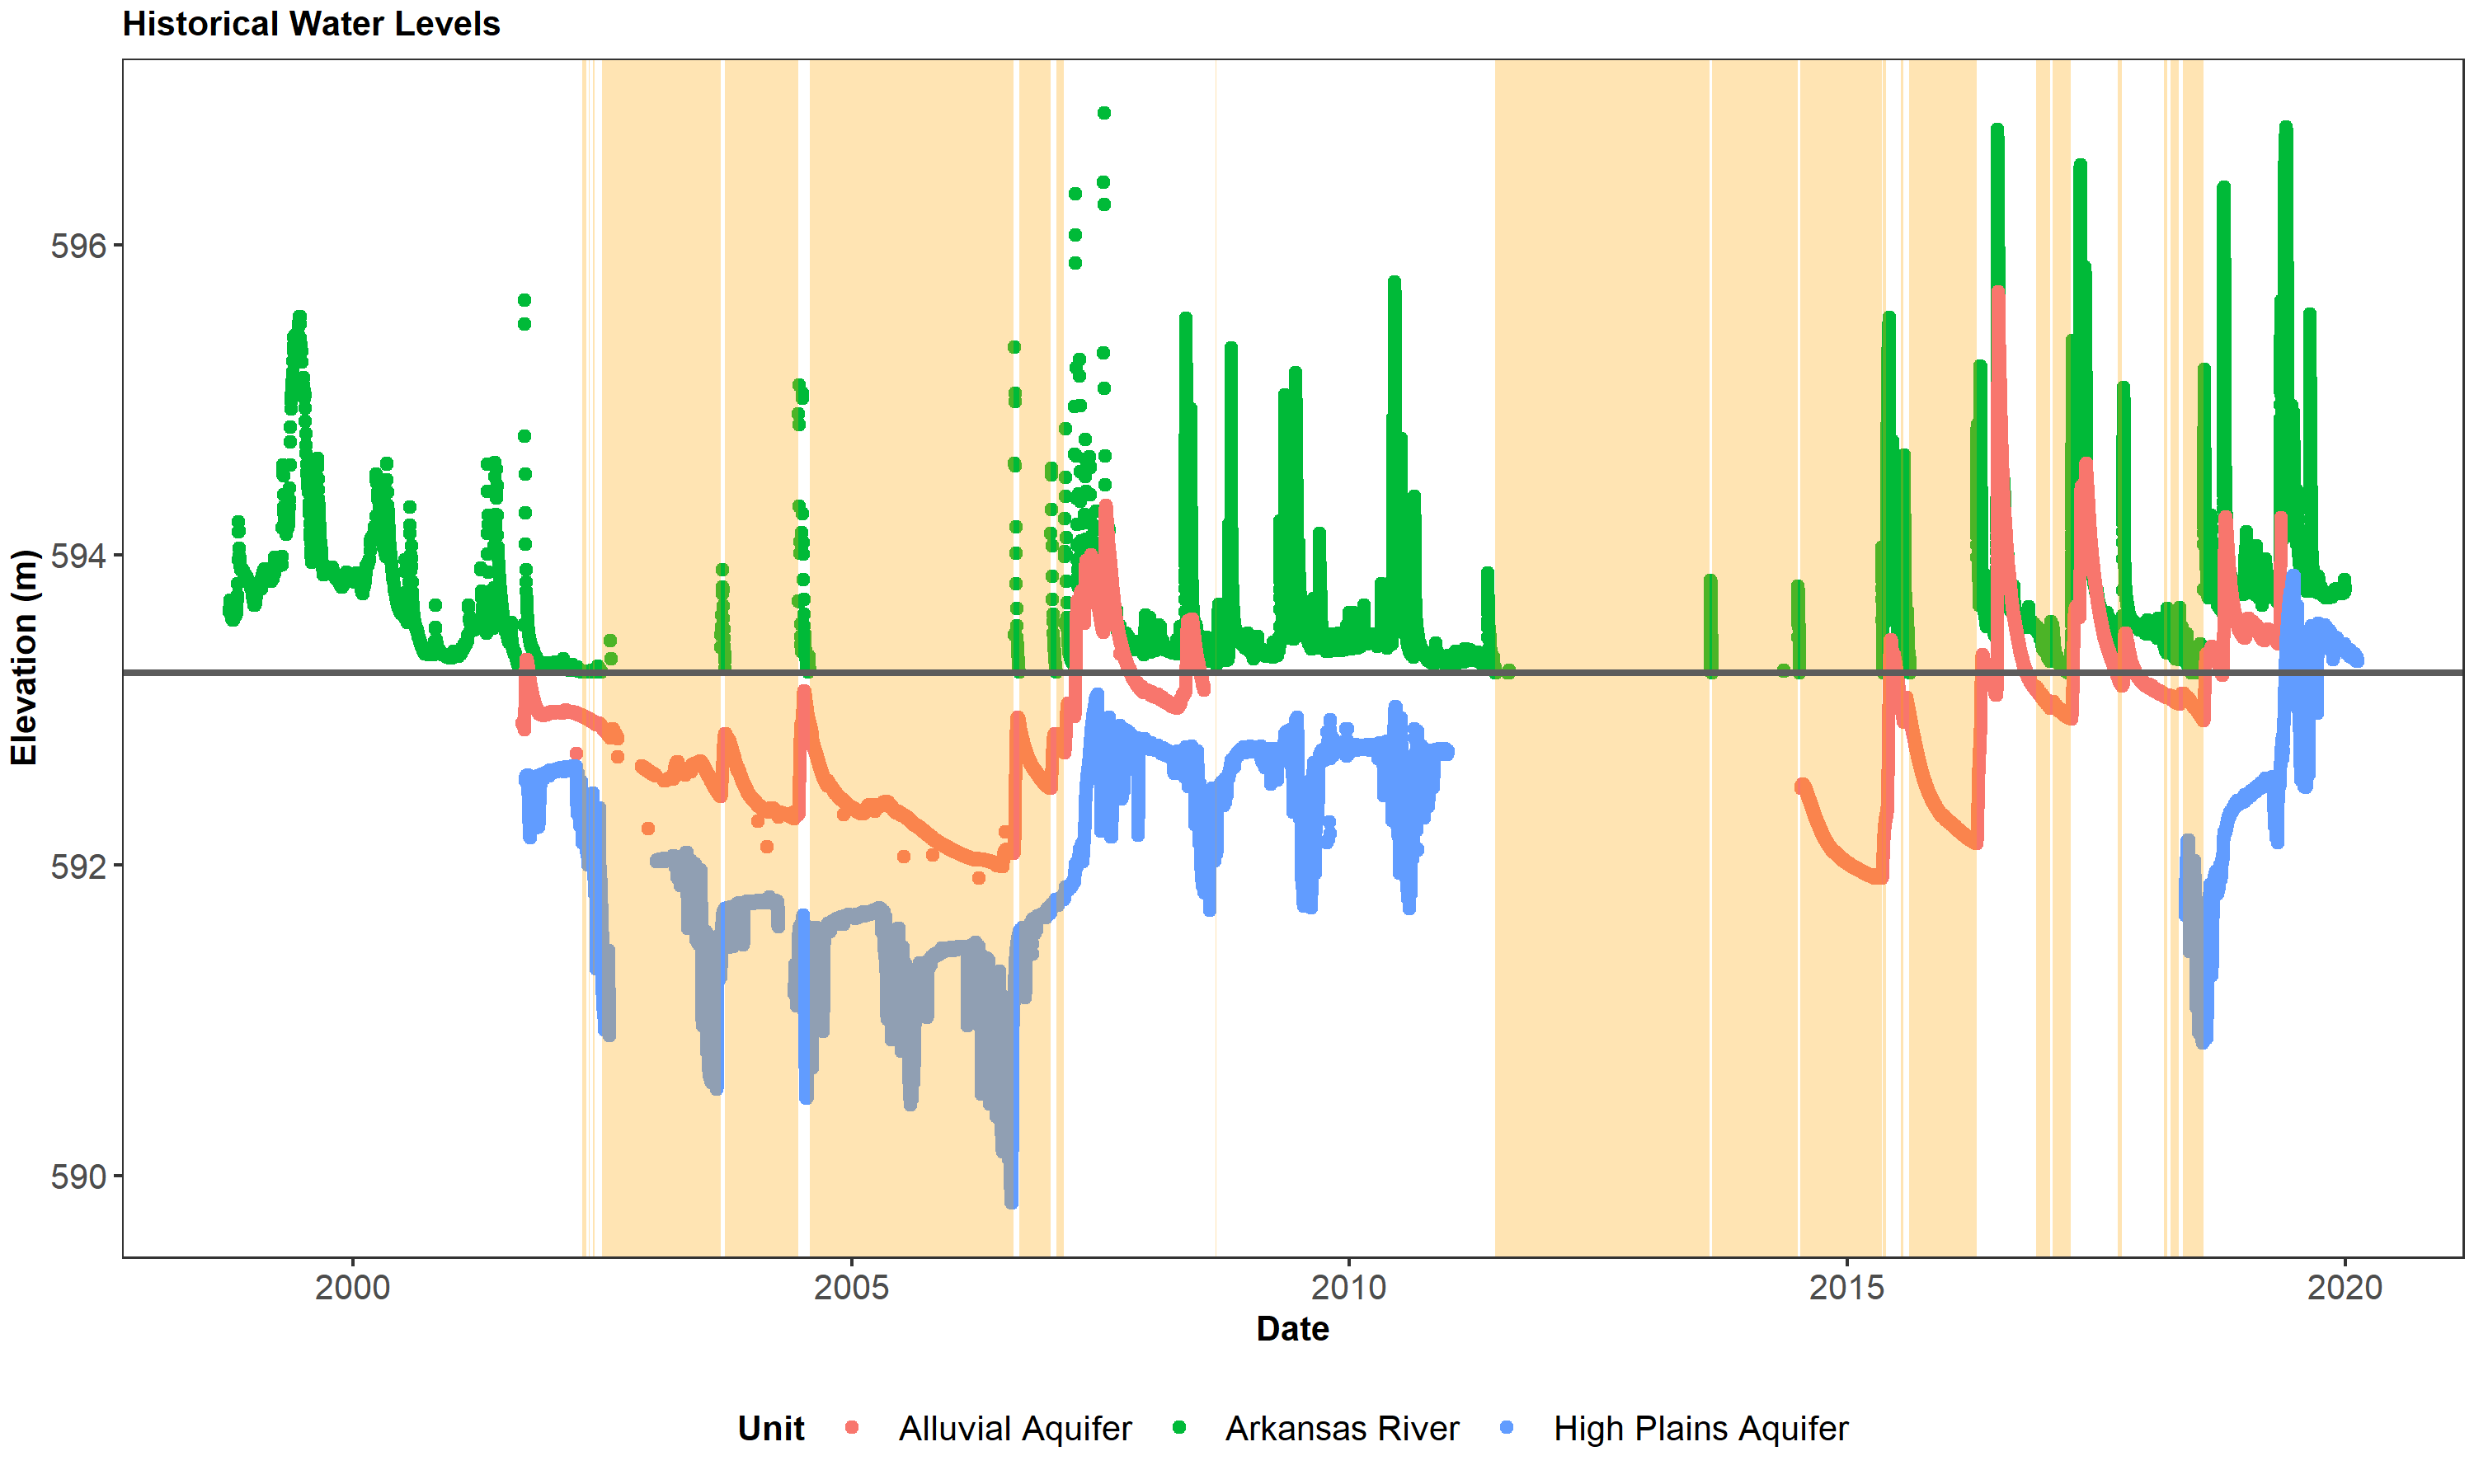 Historical Water Levels
Elevation (m)
596
594
592
590
2000 2005 2010 2015 2020
Date
Unit Alluvial Aquifer Arkansas River High Plains Aquifer